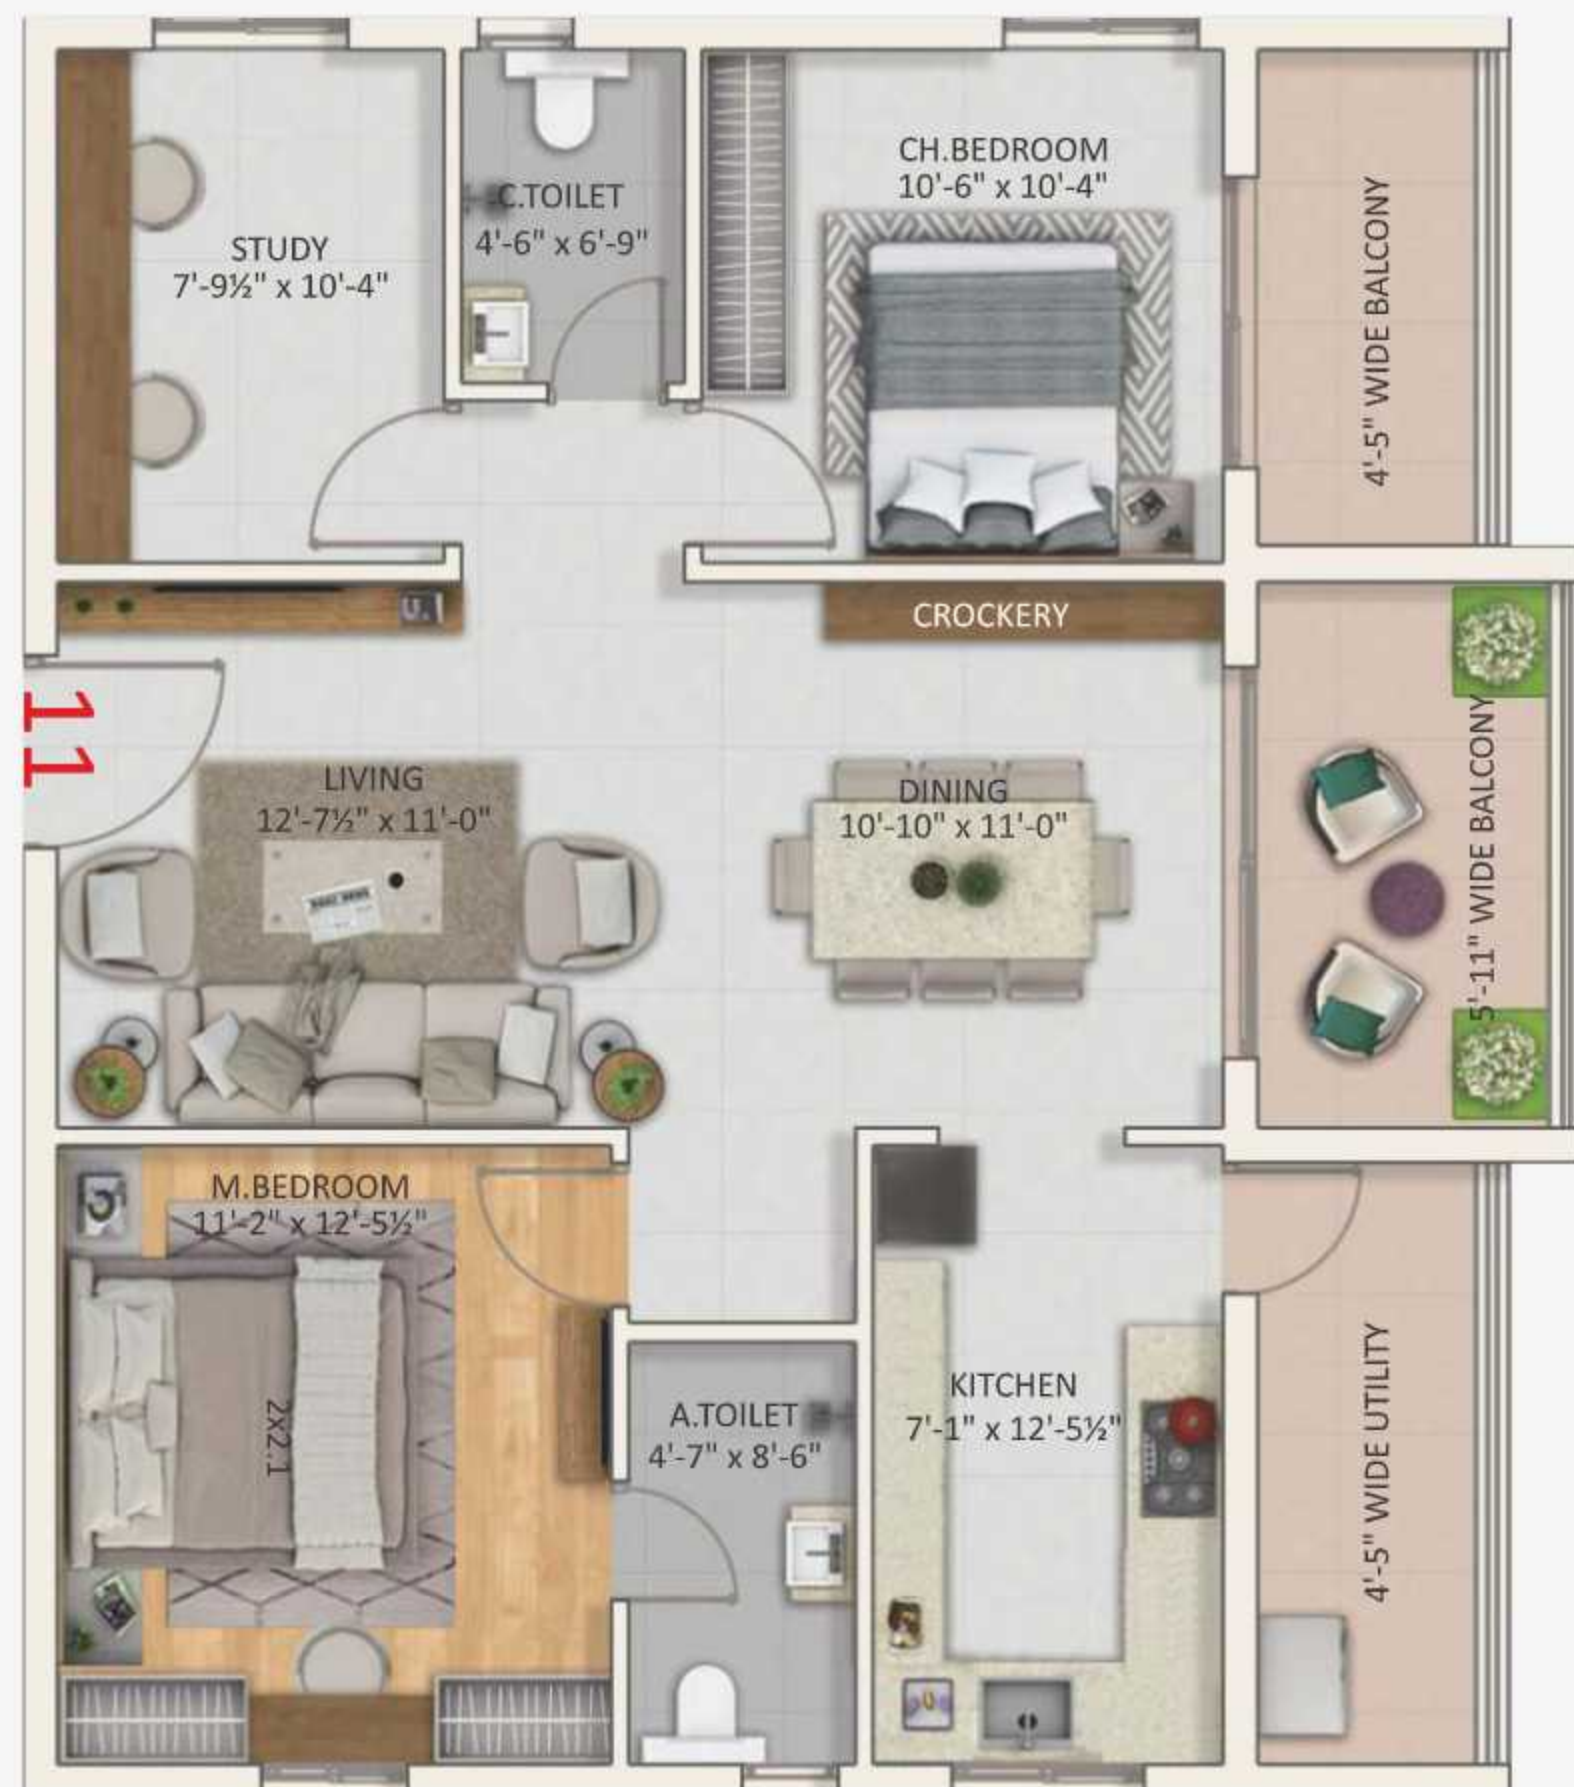 CH.BEDROOM
10'-6" x 10'-4"
C.TOILET
4'-6" x 6'-9"
STUDY
7'-9½" x 10'-4"
4'-5" WIDE BALCONY
CROCKERY
11
LIVING
12'-7½" x 11'-0"
DINING
10'-10" x 11'-0"
5'-11" WIDE BALCONY
M.BEDROOM
11'-2" x 12'-5½"
2x2.1
A.TOILET
4'-7" x 8'-6"
KITCHEN
7'-1" x 12'-5½"
4'-5" WIDE UTILITY